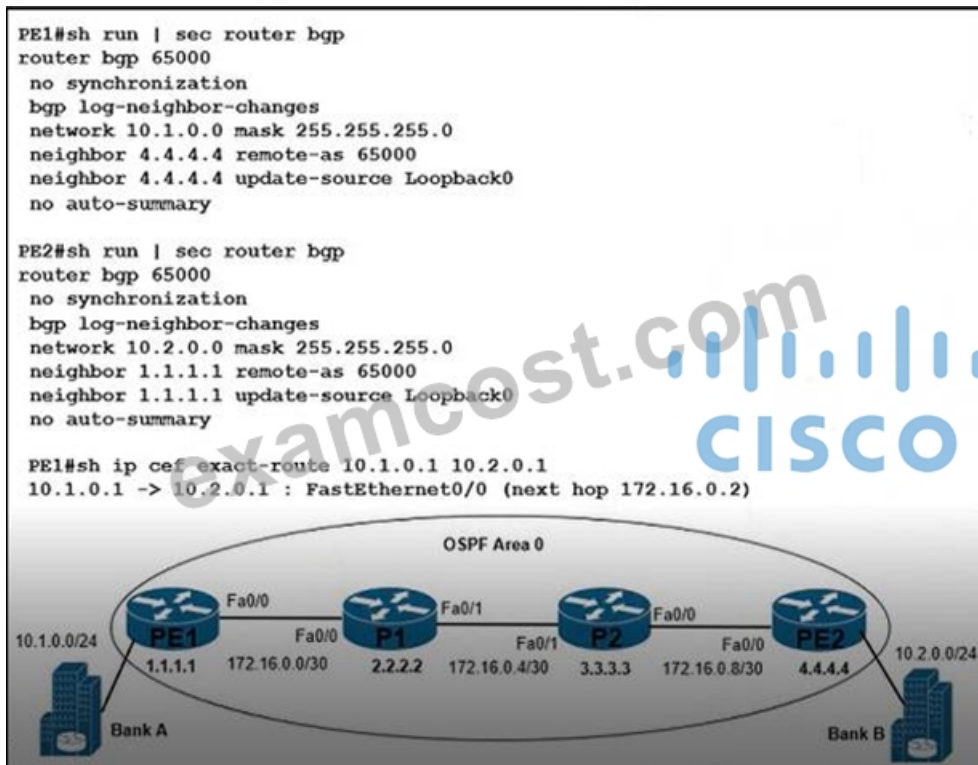 PE1#sh run | sec router bgp
router bgp 65000
no synchronization
bgp log-neighbor-changes
network 10.1.0.0 mask 255.255.255.0
neighbor 4.4.4.4 remote-as 65000
neighbor 4.4.4.4 update-source Loopback0
no auto-summary
PE2#sh run | sec router bgp
router bgp 65000
no synchronization
bgp log-neighbor-changes
network 10.2.0.0 mask 255.255.255.0
neighbor 1.1.1.1 remote-as 65000
neighbor 1.1.1.1 update-source Loopback0
no auto-summary
examcost.com
CISCO
PE1#sh ip cef exact-route 10.1.0.1 10.2.0.1
10.1.0.1 -> 10.2.0.1 : FastEthernet0/0 (next hop 172.16.0.2)
OSPF Area 0
Fa0/0
Fa0/1
Fa0/0
10.1.0.0/24
PE1
Fa0/0
P1
Fa0/1
P2
Fa0/0
PE2
10.2.0.0/24
1.1.1.1
172.16.0.0/30
2.2.2.2
172.16.0.4/30
3.3.3.3
172.16.0.8/30
4.4.4.4
Bank A
Bank B